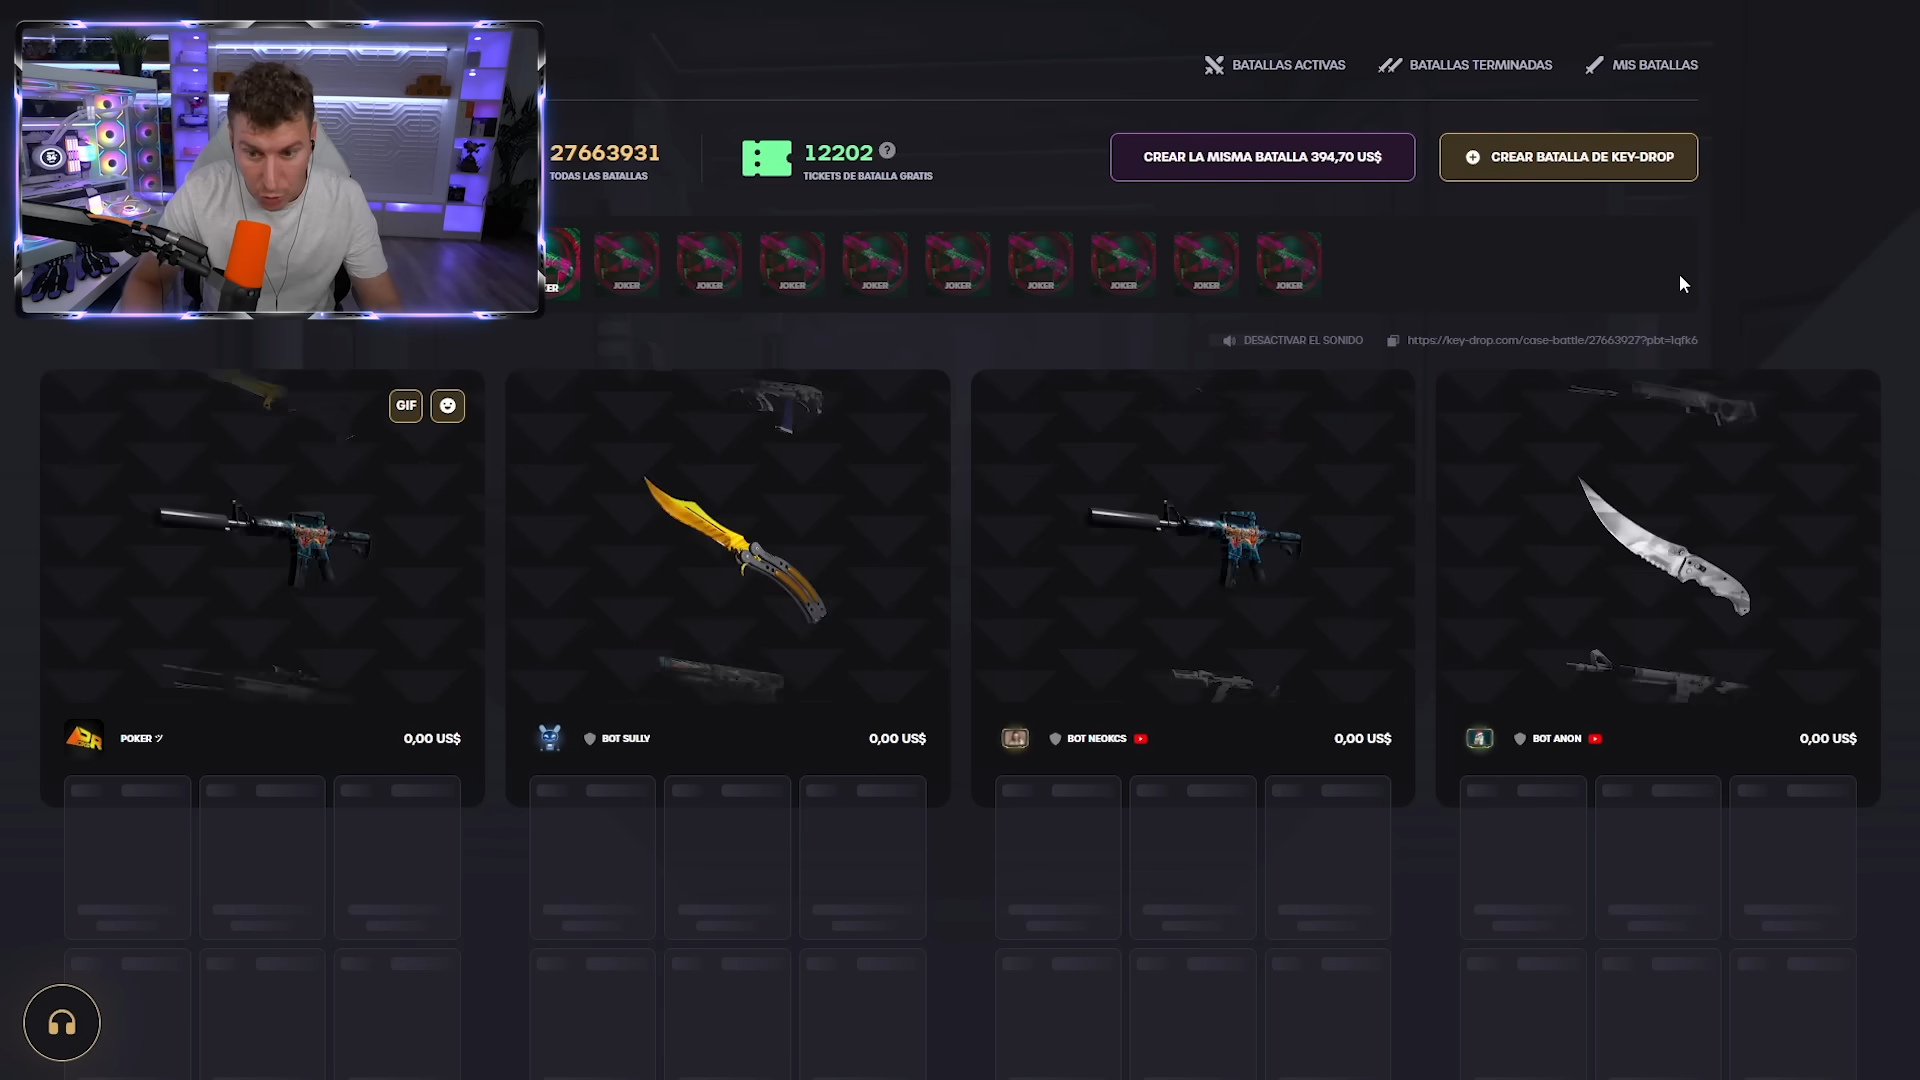 BATALLAS ACTIVAS
BATALLAS TERMINADAS
MIS BATALLAS
27663931
TODAS LAS BATALLAS
12202 ?
TICKETS DE BATALLA GRATIS
CREAR LA MISMA BATALLA 394,70 US$
CREAR BATALLA DE KEY-DROP
KER
JOKER
JOKER
JOKER
JOKER
JOKER
JOKER
JOKER
JOKER
JOKER
DESACTIVAR EL SONIDO
https://key-drop.com/case-battle/27663927?pbt=1qfk6
GIF
POKER ツ
0,00 US$
BOT SULLY
0,00 US$
BOT NEOKCS
0,00 US$
BOT ANON
0,00 US$